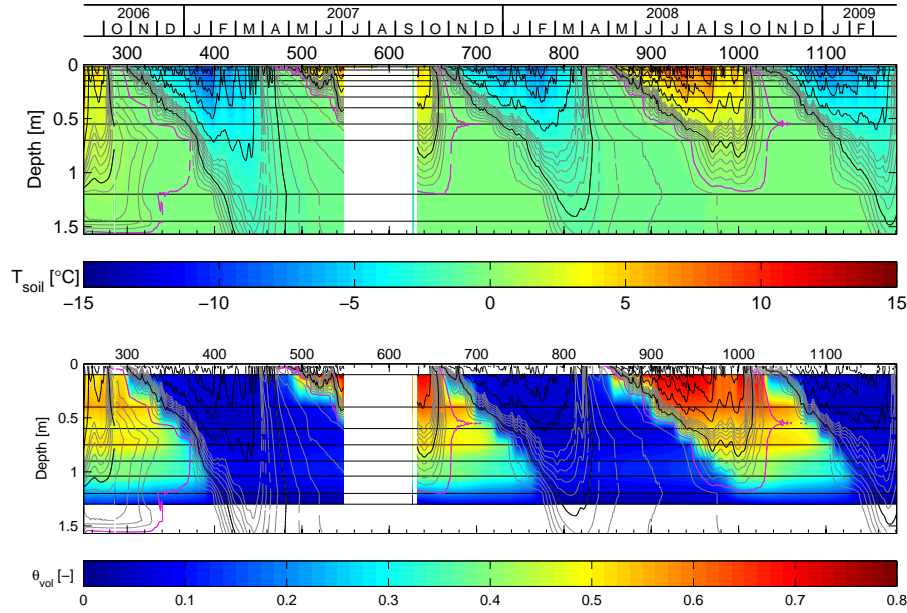 2006 2007 2008 2009
O N D J F M A M J J A S O N D J F M A M J J A S O N D J F
300 400 500 600 700 800 900 1000 1100
0
0.5
1
1.5
Depth [m]
T_soil [°C]
−15 −10 −5 0 5 10 15
300 400 500 600 700 800 900 1000 1100
0
0.5
1
1.5
Depth [m]
θ_vol [–]
0 0.1 0.2 0.3 0.4 0.5 0.6 0.7 0.8